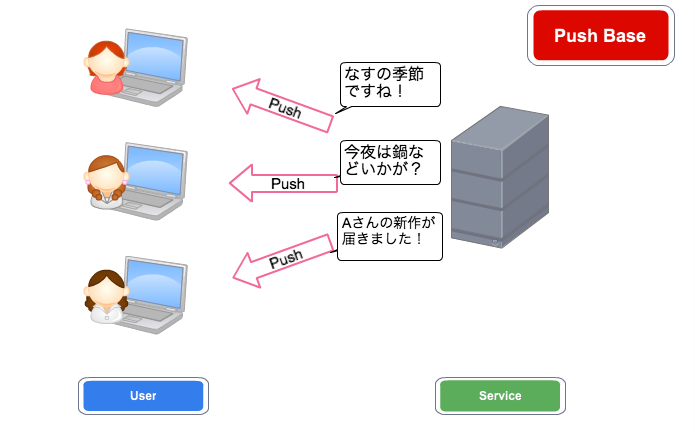 Push Base
なすの季節
ですね！
Push
今夜は鍋な
どいかが？
Push
Aさんの新作が
届きました！
Push
User
Service